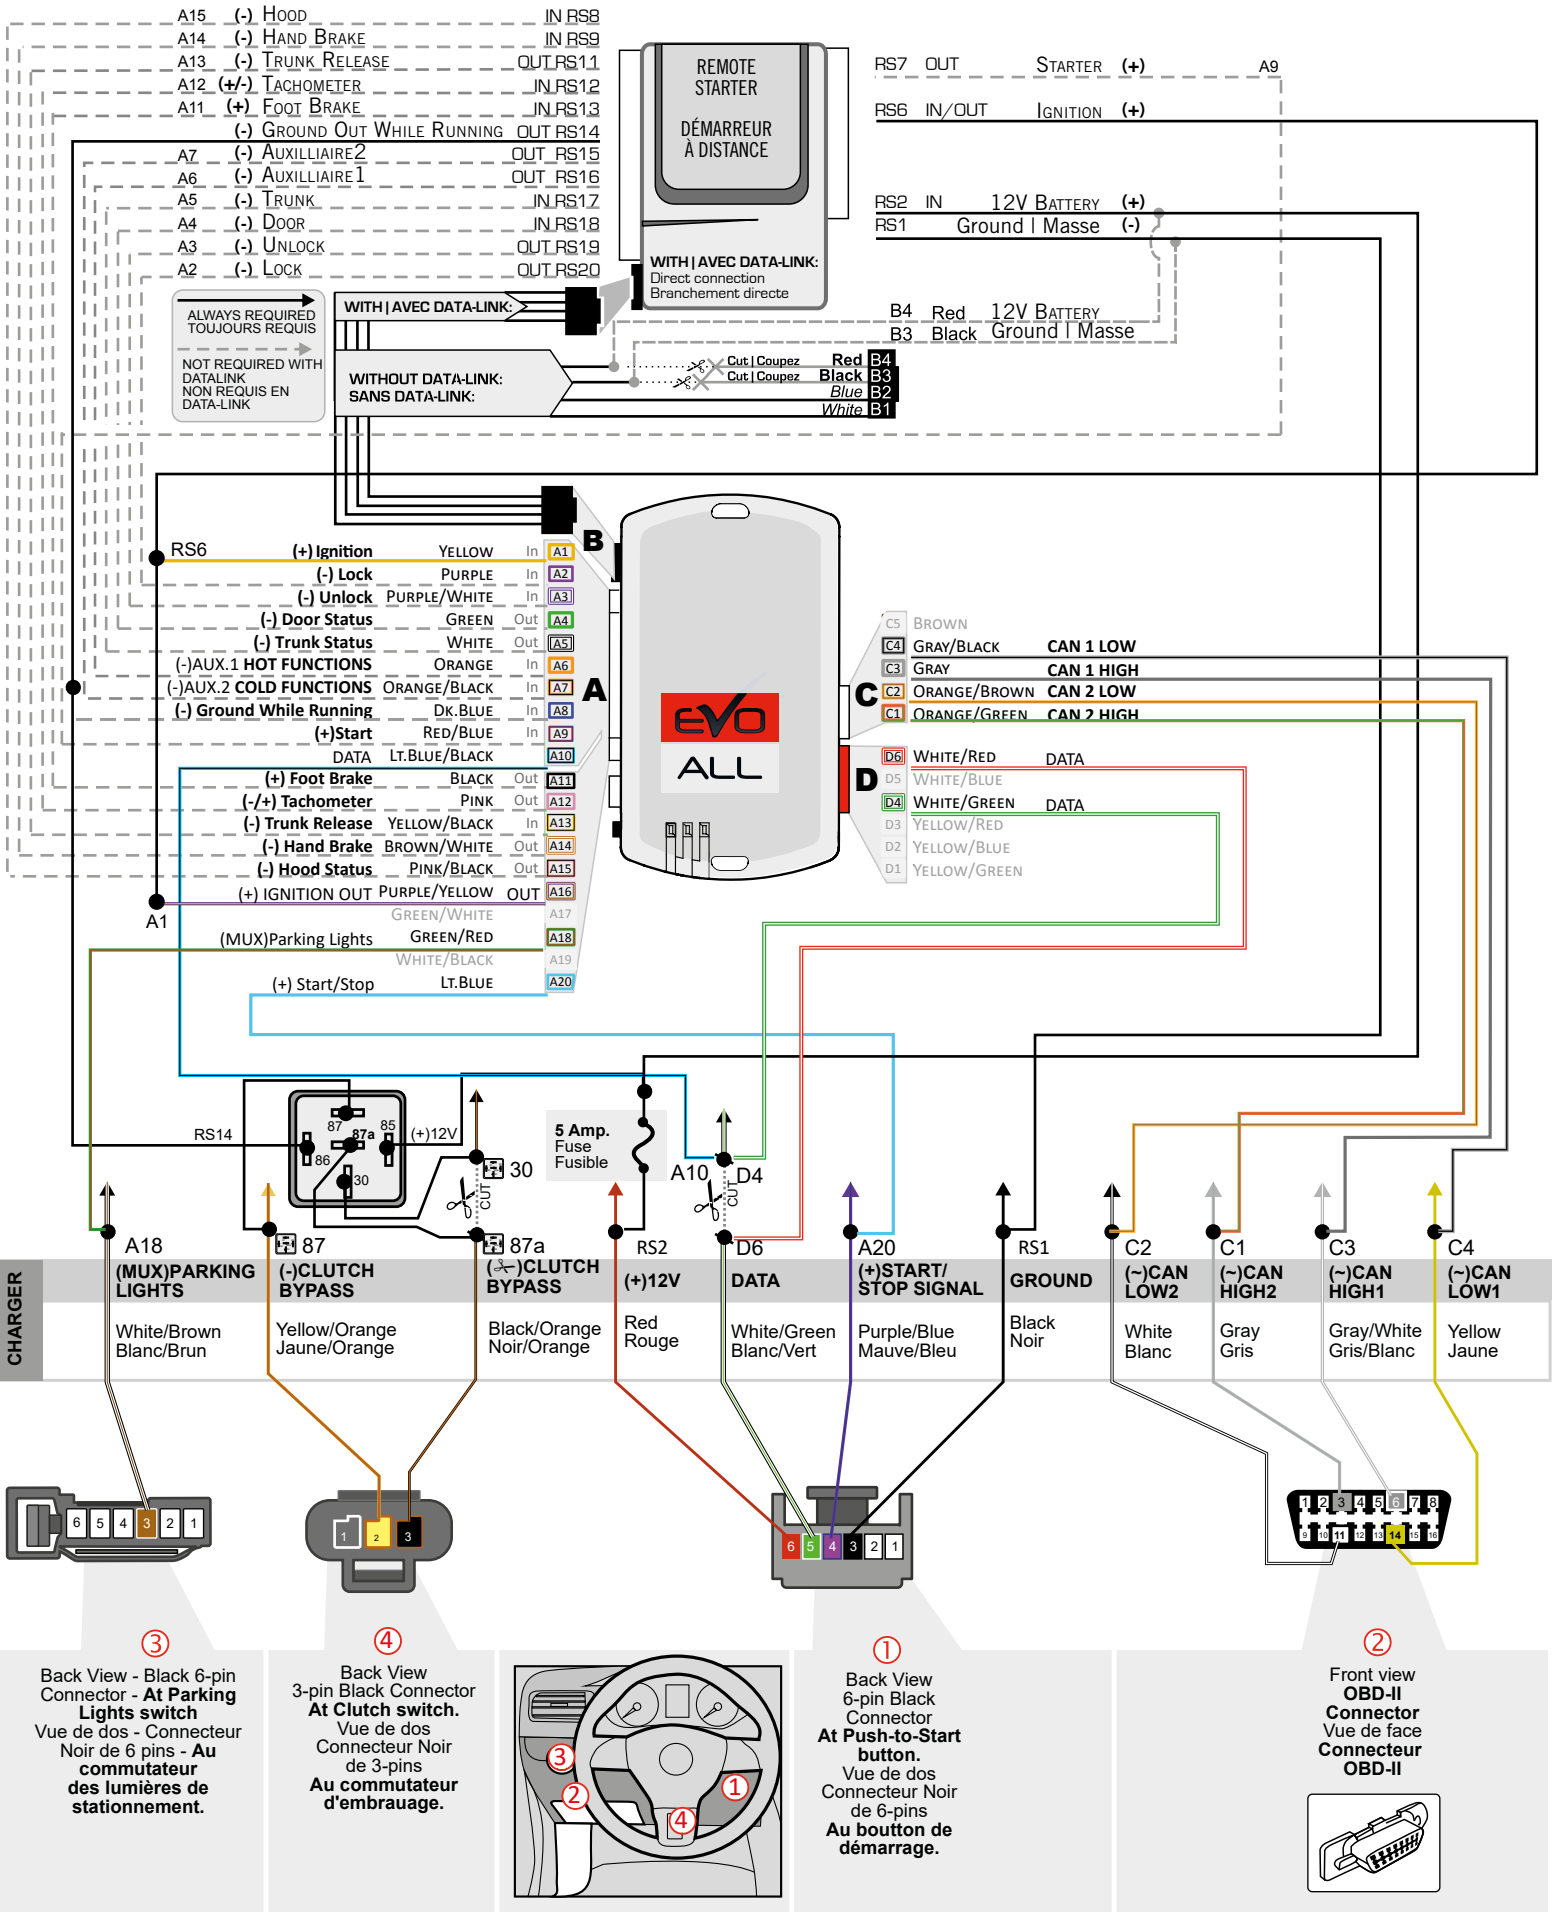 A15 (-) Hood IN RS8
A14 (-) Hand Brake IN RS9
A13 (-) Trunk Release OUT RS11
A12 (+/-) Tachometer IN RS12
A11 (+) Foot Brake IN RS13
(-) Ground Out While Running OUT RS14
A7 (-) Auxilliaire2 OUT RS15
A6 (-) Auxilliaire1 OUT RS16
A5 (-) Trunk IN RS17
A4 (-) Door IN RS18
A3 (-) Unlock OUT RS19
A2 (-) Lock OUT RS20
REMOTE
STARTER
DÉMARREUR
À DISTANCE
WITH | AVEC DATA-LINK:
Direct connection
Branchement directe
RS7 OUT Starter (+) A9
RS6 IN/OUT Ignition (+)
RS2 IN 12V Battery (+)
RS1 Ground | Masse (-)
B4 Red 12V Battery
B3 Black Ground | Masse
ALWAYS REQUIRED
TOUJOURS REQUIS
NOT REQUIRED WITH
DATALINK
NON REQUIS EN
DATA-LINK
WITH | AVEC DATA-LINK:
WITHOUT DATA-LINK:
SANS DATA-LINK:
Cut | Coupez Red B4
Cut | Coupez Black B3
Blue B2
White B1
B
RS6 (+) Ignition Yellow In A1
(-) Lock Purple In A2
(-) Unlock Purple/White In A3
(-) Door Status Green Out A4
(-) Trunk Status White Out A5
(-)AUX.1 HOT FUNCTIONS Orange In A6
(-)AUX.2 COLD FUNCTIONS Orange/Black In A7
(-) Ground While Running Dk.Blue In A8
(+)Start Red/Blue In A9
DATA Lt.Blue/Black A10
(+) Foot Brake Black Out A11
(-/+) Tachometer Pink Out A12
(-) Trunk Release Yellow/Black In A13
(-) Hand Brake Brown/White Out A14
(-) Hood Status Pink/Black Out A15
(+) IGNITION OUT Purple/Yellow OUT A16
A1
Green/White A17
(MUX)Parking Lights Green/Red A18
White/Black A19
(+) Start/Stop Lt.Blue A20
A
EVO
ALL
C
C5 Brown
C4 Gray/Black CAN 1 LOW
C3 Gray CAN 1 HIGH
C2 Orange/Brown CAN 2 LOW
C1 Orange/Green CAN 2 HIGH
D
D6 White/Red DATA
D5 White/Blue
D4 White/Green DATA
D3 Yellow/Red
D2 Yellow/Blue
D1 Yellow/Green
RS14
87
87a
85
86
30
(+)12V
CUT
30
87a
87
5 Amp.
Fuse
Fusible
A10
D4
CUT
D6
A18
RS2
A20
RS1
C2
C1
C3
C4
CHARGER
(MUX)PARKING
LIGHTS
White/Brown
Blanc/Brun
(-)CLUTCH
BYPASS
Yellow/Orange
Jaune/Orange
( )CLUTCH
BYPASS
Black/Orange
Noir/Orange
(+)12V
Red
Rouge
DATA
White/Green
Blanc/Vert
(+)START/
STOP SIGNAL
Purple/Blue
Mauve/Bleu
GROUND
Black
Noir
(~)CAN
LOW2
White
Blanc
(~)CAN
HIGH2
Gray
Gris
(~)CAN
HIGH1
Gray/White
Gris/Blanc
(~)CAN
LOW1
Yellow
Jaune
6 5 4 3 2 1
1 2 3
6 5 4 3 2 1
1 2 3 4 5 6 7 8
9 10 11 12 13 14 15 16
3
Back View - Black 6-pin
Connector - At Parking
Lights switch
Vue de dos - Connecteur
Noir de 6 pins - Au
commutateur
des lumières de
stationnement.
4
Back View
3-pin Black Connector
At Clutch switch.
Vue de dos
Connecteur Noir
de 3-pins
Au commutateur
d'embrauage.
3
2
1
4
1
Back View
6-pin Black
Connector
At Push-to-Start
button.
Vue de dos
Connecteur Noir
de 6-pins
Au boutton de
démarrage.
2
Front view
OBD-II
Connector
Vue de face
Connecteur
OBD-II